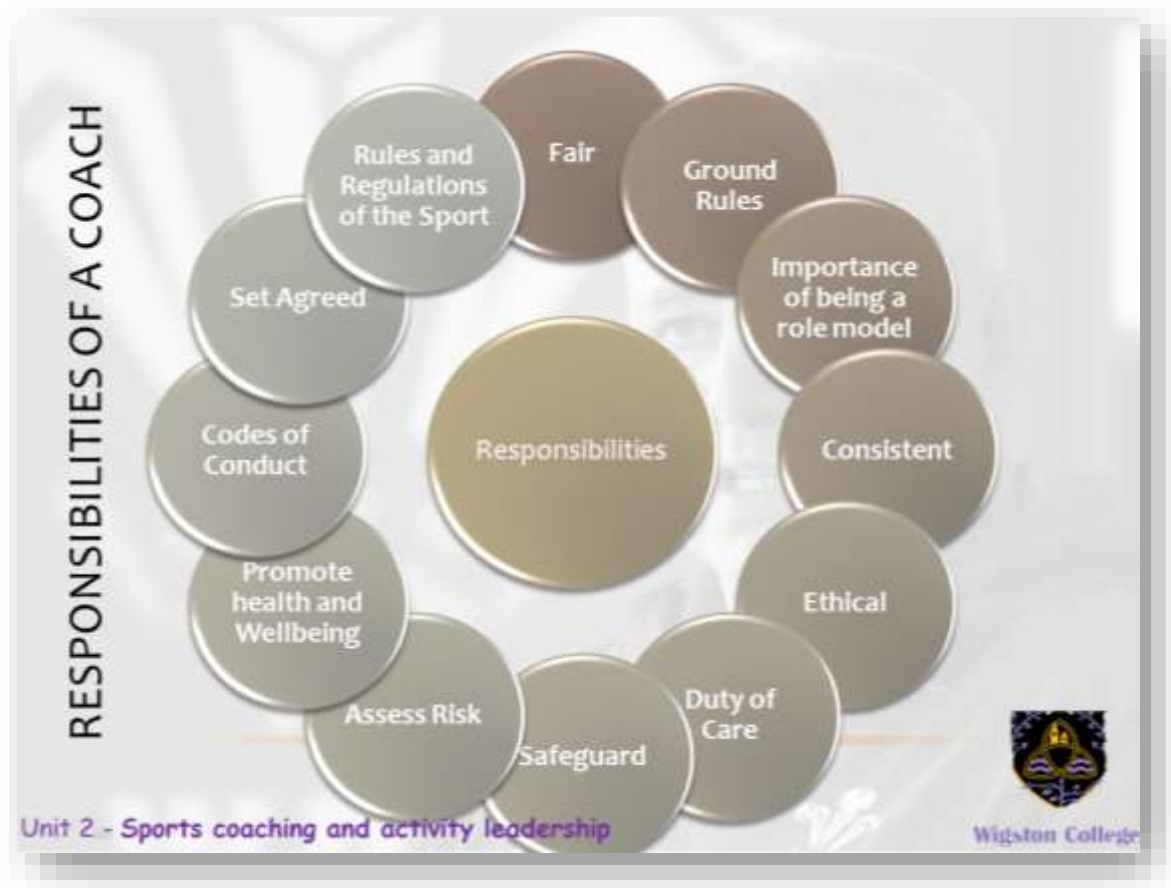 RESPONSIBILITIES OF A COACH
Fair
Ground
Rules
Importance
of being a
role model
Consistent
Ethical
Duty of
Care
Safeguard
Assess Risk
Promote
health and
Wellbeing
Codes of
Conduct
Set Agreed
Rules and
Regulations
of the Sport
Responsibilities
Unit 2 - Sports coaching and activity leadership
Wigston College